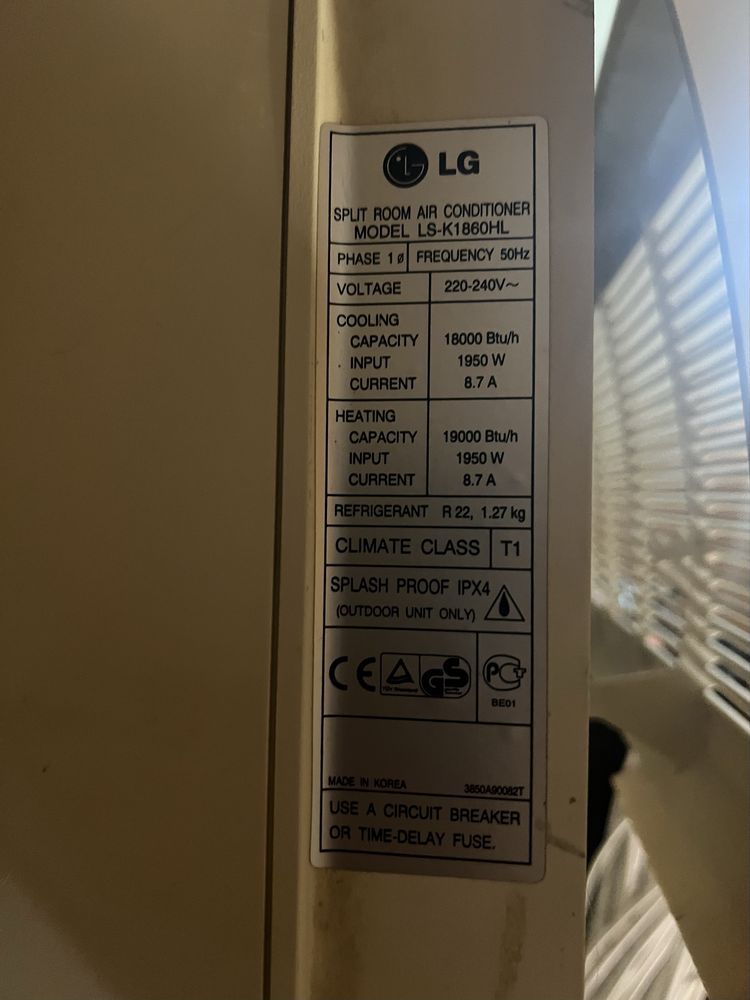 LG
SPLIT ROOM AIR CONDITIONER
MODEL LS-K1860HL
PHASE 1ø FREQUENCY 50Hz
VOLTAGE 220-240V~
COOLING
CAPACITY 18000 Btu/h
INPUT 1950 W
CURRENT 8.7 A
HEATING
CAPACITY 19000 Btu/h
INPUT 1950 W
CURRENT 8.7 A
REFRIGERANT R 22, 1.27 kg
CLIMATE CLASS T1
SPLASH PROOF IPX4
(OUTDOOR UNIT ONLY)
CE GS PCT
BE01
MADE IN KOREA 3850A90082T
USE A CIRCUIT BREAKER
OR TIME-DELAY FUSE.